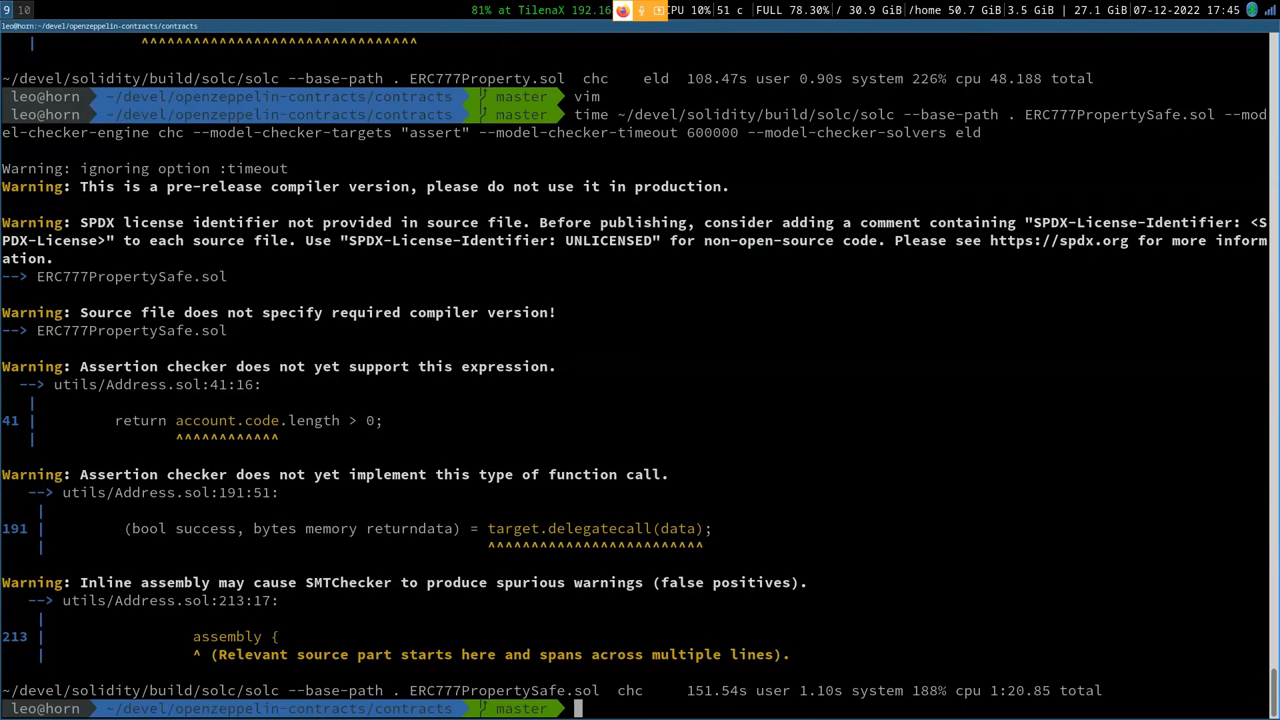 9 10 81% at TilenaX 192.16 CPU 10% | 51 c | FULL 78.30% / 30.9 GiB | /home 50.7 GiB | 3.5 GiB | 27.1 GiB | 07-12-2022 17:45
leo@horn:~/devel/openzeppelin-contracts/contracts
| ^^^^^^^^^^^^^^^^^^^^^^^^^^^^^^^^
~/devel/solidity/build/solc/solc --base-path . ERC777Property.sol chc eld 108.47s user 0.90s system 226% cpu 48.188 total
leo@horn ~/devel/openzeppelin-contracts/contracts master vim
leo@horn ~/devel/openzeppelin-contracts/contracts master time ~/devel/solidity/build/solc/solc --base-path . ERC777PropertySafe.sol --mod
el-checker-engine chc --model-checker-targets "assert" --model-checker-timeout 600000 --model-checker-solvers eld
Warning: ignoring option :timeout
Warning: This is a pre-release compiler version, please do not use it in production.
Warning: SPDX license identifier not provided in source file. Before publishing, consider adding a comment containing "SPDX-License-Identifier: <S
PDX-License>" to each source file. Use "SPDX-License-Identifier: UNLICENSED" for non-open-source code. Please see https://spdx.org for more inform
ation.
--> ERC777PropertySafe.sol
Warning: Source file does not specify required compiler version!
--> ERC777PropertySafe.sol
Warning: Assertion checker does not yet support this expression.
--> utils/Address.sol:41:16:
|
41 | return account.code.length > 0;
| ^^^^^^^^^^^^
Warning: Assertion checker does not yet implement this type of function call.
--> utils/Address.sol:191:51:
|
191 | (bool success, bytes memory returndata) = target.delegatecall(data);
| ^^^^^^^^^^^^^^^^^^^^^^^^^
Warning: Inline assembly may cause SMTChecker to produce spurious warnings (false positives).
--> utils/Address.sol:213:17:
|
213 | assembly {
| ^ (Relevant source part starts here and spans across multiple lines).
~/devel/solidity/build/solc/solc --base-path . ERC777PropertySafe.sol chc 151.54s user 1.10s system 188% cpu 1:20.85 total
leo@horn ~/devel/openzeppelin-contracts/contracts master